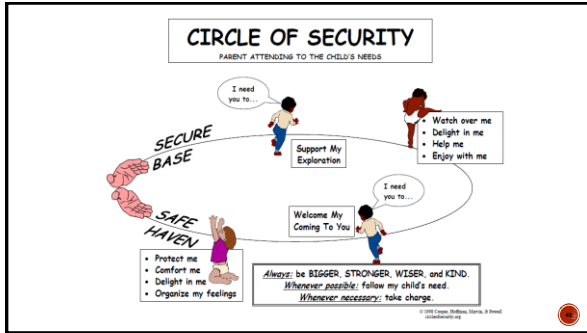 CIRCLE OF SECURITY
PARENT ATTENDING TO THE CHILD'S NEEDS
I need
you to...
SECURE
BASE
Support My
Exploration
• Watch over me
• Delight in me
• Help me
• Enjoy with me
I need
you to...
Welcome My
Coming To You
SAFE
HAVEN
• Protect me
• Comfort me
• Delight in me
• Organize my feelings
Always: be BIGGER, STRONGER, WISER, and KIND.
Whenever possible: follow my child's need.
Whenever necessary: take charge.
© 1998 Cooper, Hoffman, Marvin, & Powell
circleofsecurity.org
48